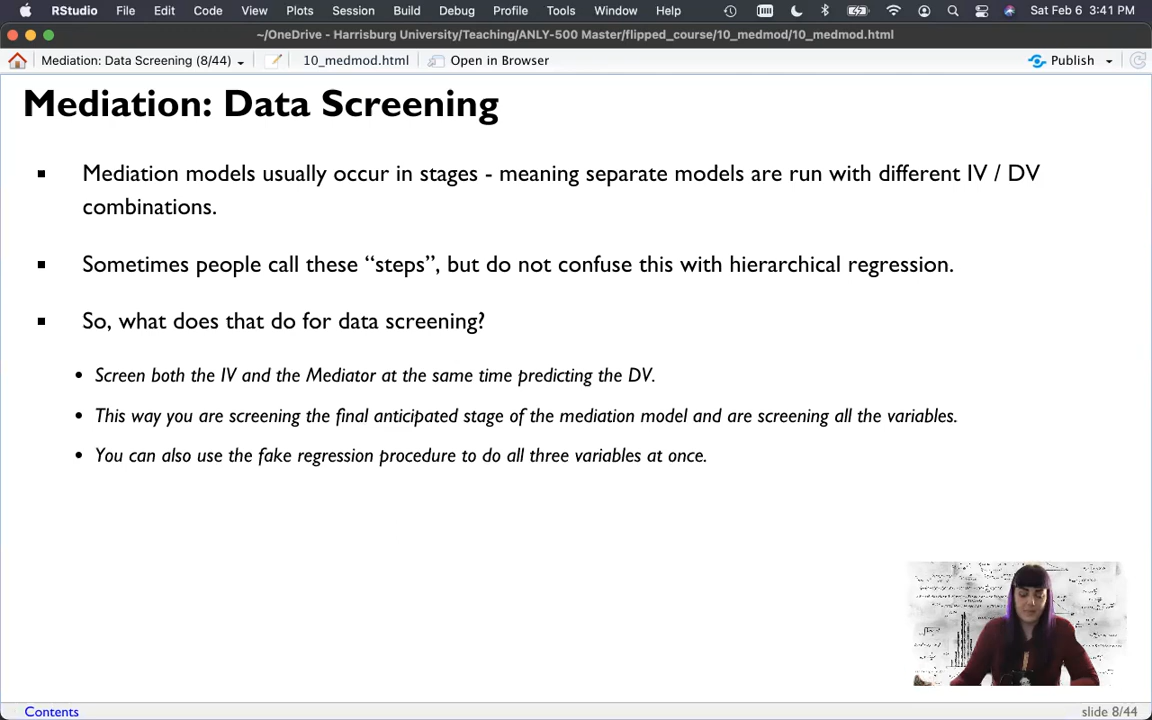 RStudio File Edit Code View Plots Session Build Debug Profile Tools Window Help Sat Feb 6 3:41 PM
~/OneDrive - Harrisburg University/Teaching/ANLY-500 Master/flipped_course/10_medmod/10_medmod.html
Mediation: Data Screening (8/44) 10_medmod.html Open in Browser Publish
Mediation: Data Screening
▪ Mediation models usually occur in stages - meaning separate models are run with different IV / DV
combinations.
▪ Sometimes people call these “steps”, but do not confuse this with hierarchical regression.
▪ So, what does that do for data screening?
• Screen both the IV and the Mediator at the same time predicting the DV.
• This way you are screening the final anticipated stage of the mediation model and are screening all the variables.
• You can also use the fake regression procedure to do all three variables at once.
Contents slide 8/44